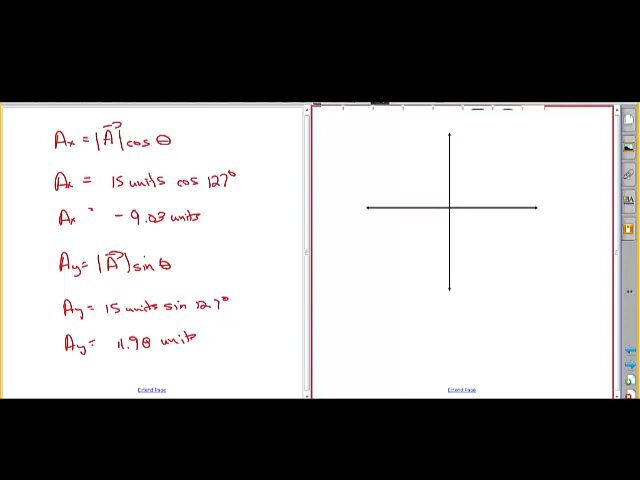 Ax = |A| cos θ
Ax = 15 units cos 127°
Ax = -9.03 units
Ay = |A| sin θ
Ay = 15 units sin 127°
Ay = 11.98 units
Extend Page
Extend Page